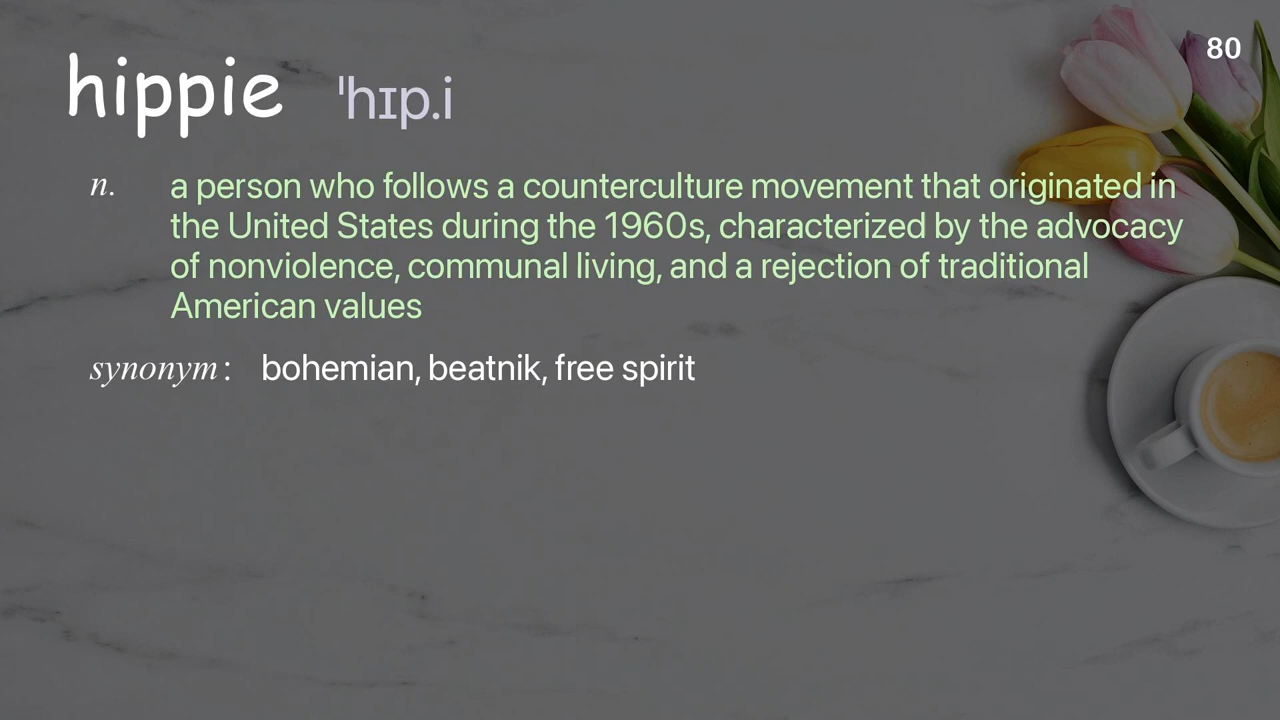 80
hippie ˈhɪp.i
n. a person who follows a counterculture movement that originated in
the United States during the 1960s, characterized by the advocacy
of nonviolence, communal living, and a rejection of traditional
American values
synonym : bohemian, beatnik, free spirit